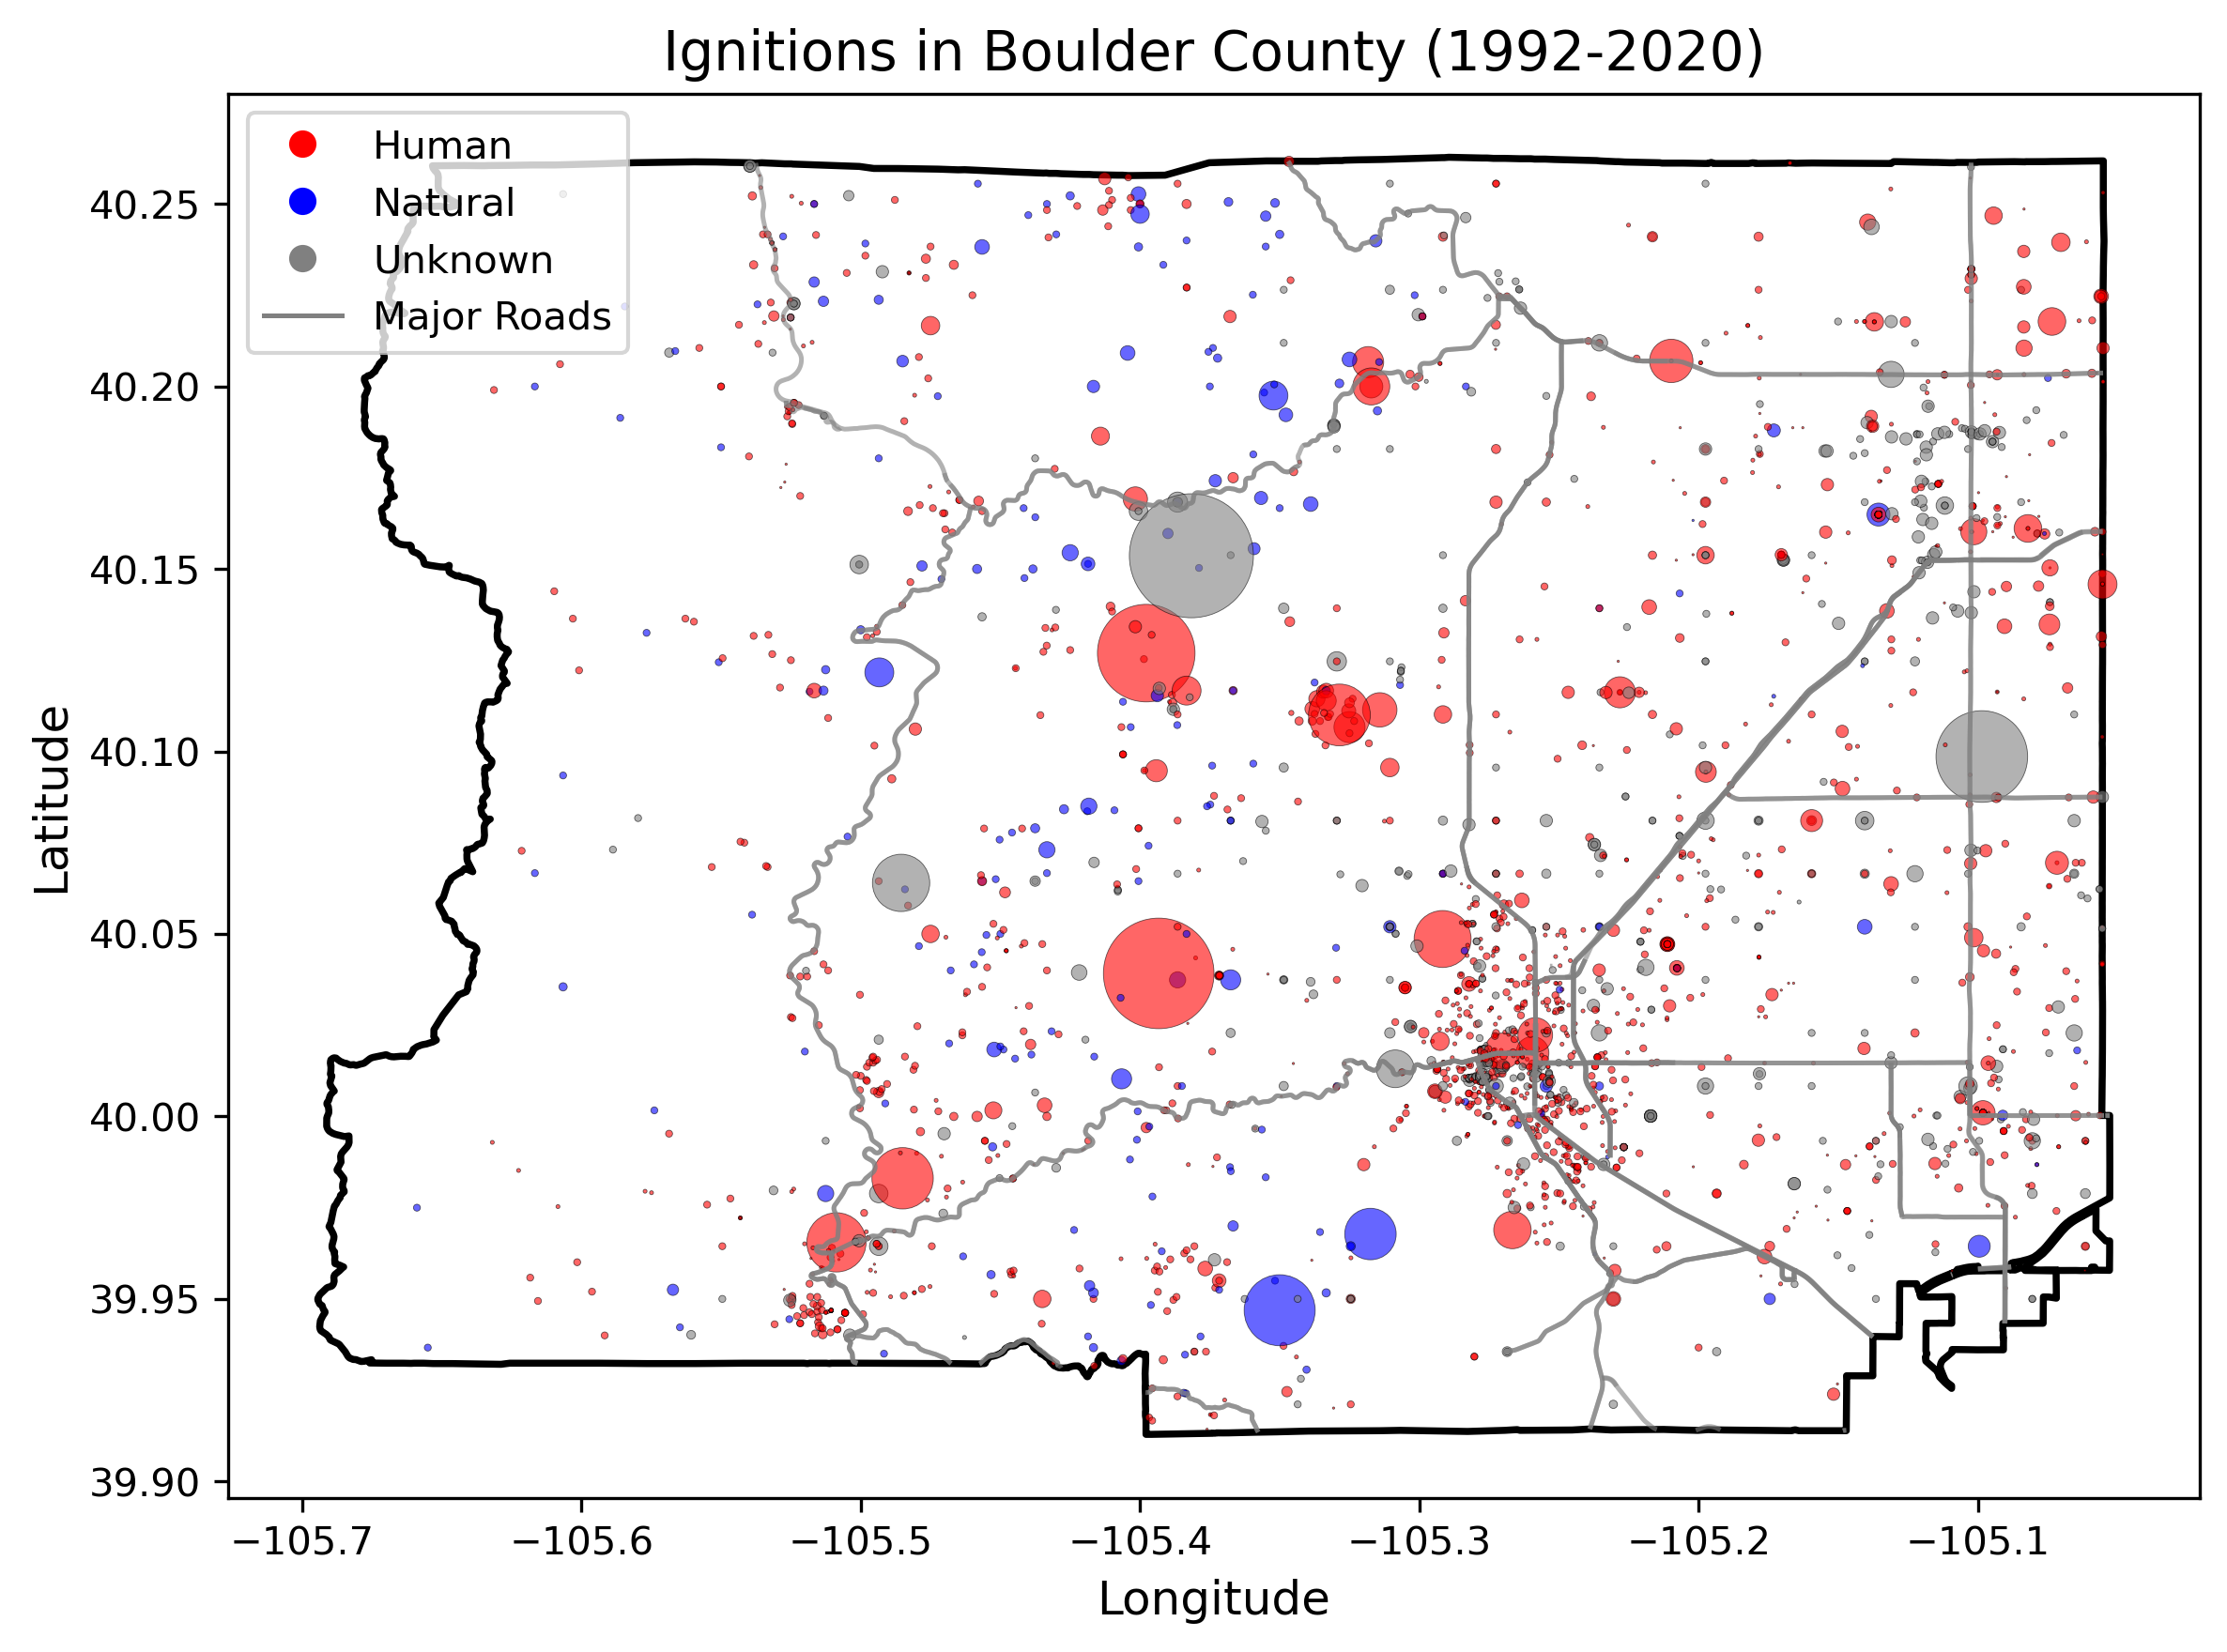 Ignitions in Boulder County (1992-2020)
Human
Natural
Unknown
Major Roads
40.25
40.20
40.15
40.10
40.05
40.00
39.95
39.90
Latitude
−105.7
−105.6
−105.5
−105.4
−105.3
−105.2
−105.1
Longitude